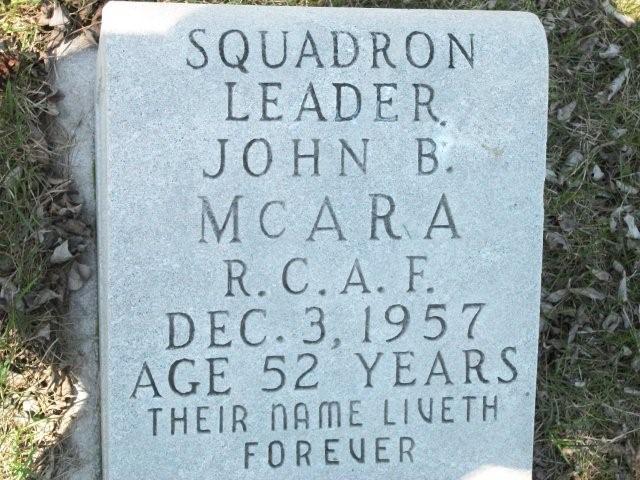 SQUADRON
LEADER
JOHN B.
MCARA
R.C.A.F.
DEC. 3, 1957
AGE 52 YEARS
THEIR NAME LIVETH
FOREVER